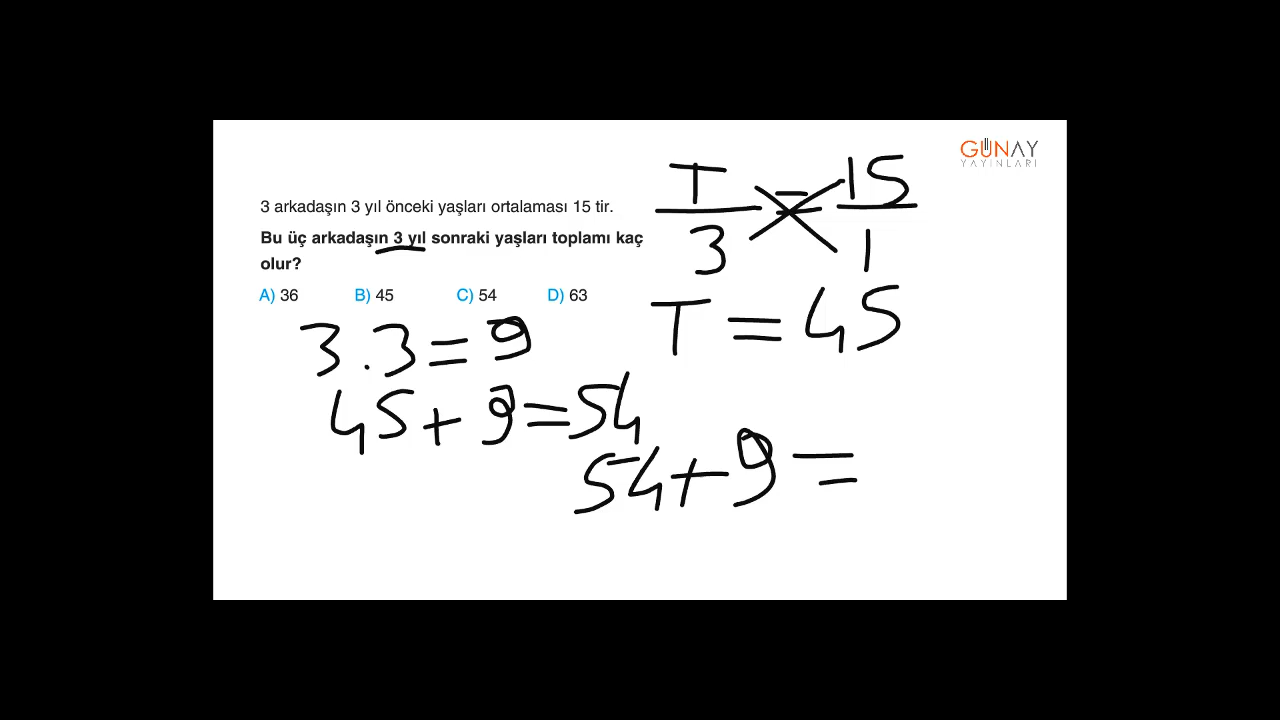 GÜNAY
YAYINLARI
3 arkadaşın 3 yıl önceki yaşları ortalaması 15 tir.
Bu üç arkadaşın 3 yıl sonraki yaşları toplamı kaç
olur?
A) 36 B) 45 C) 54 D) 63
T/3 = 15/1
T = 45
3.3=9
45+9=54
54+9=